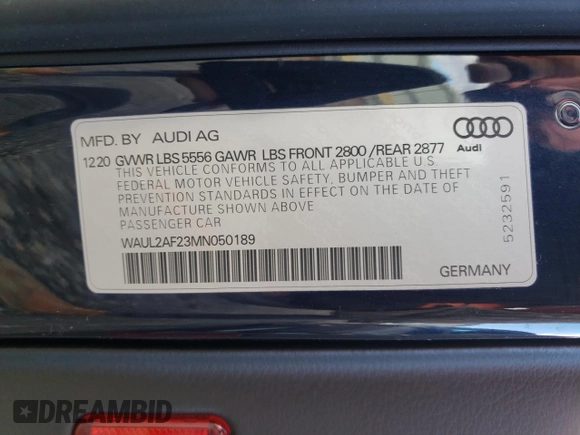 MFD. BY AUDI AG
Audi
1220 GVWR LBS 5556 GAWR LBS FRONT 2800 /REAR 2877
THIS VEHICLE CONFORMS TO ALL APPLICABLE U.S.
FEDERAL MOTOR VEHICLE SAFETY, BUMPER AND THEFT
PREVENTION STANDARDS IN EFFECT ON THE DATE OF
MANUFACTURE SHOWN ABOVE
PASSENGER CAR
WAUL2AF23MN050189
GERMANY
5232591
DREAMBID